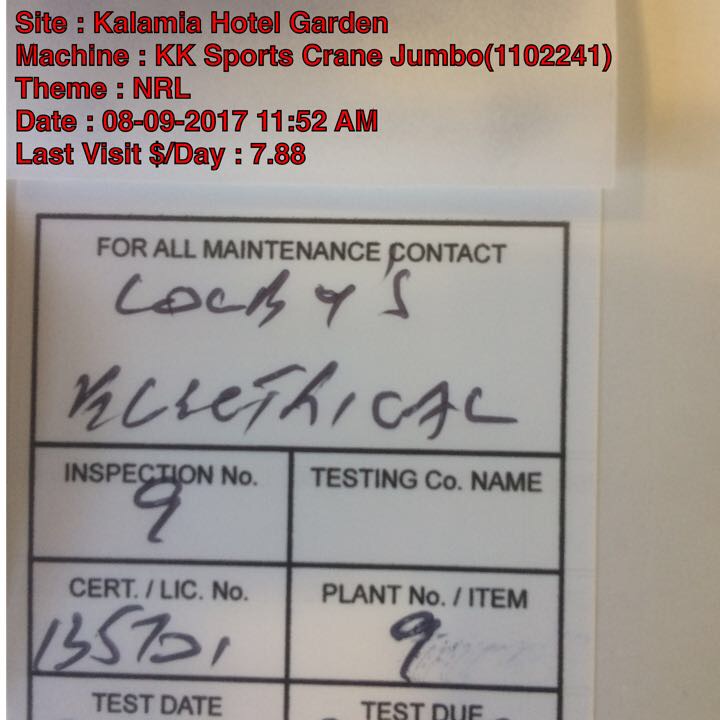 Site : Kalamia Hotel Garden
Machine : KK Sports Crane Jumbo(1102241)
Theme : NRL
Date : 08-09-2017 11:52 AM
Last Visit $/Day : 7.88
FOR ALL MAINTENANCE CONTACT
LOCKY'S
ELECTRICAL
INSPECTION No.
9
TESTING Co. NAME
CERT. / LIC. No.
PLANT No. / ITEM
9
TEST DATE
TEST DUE